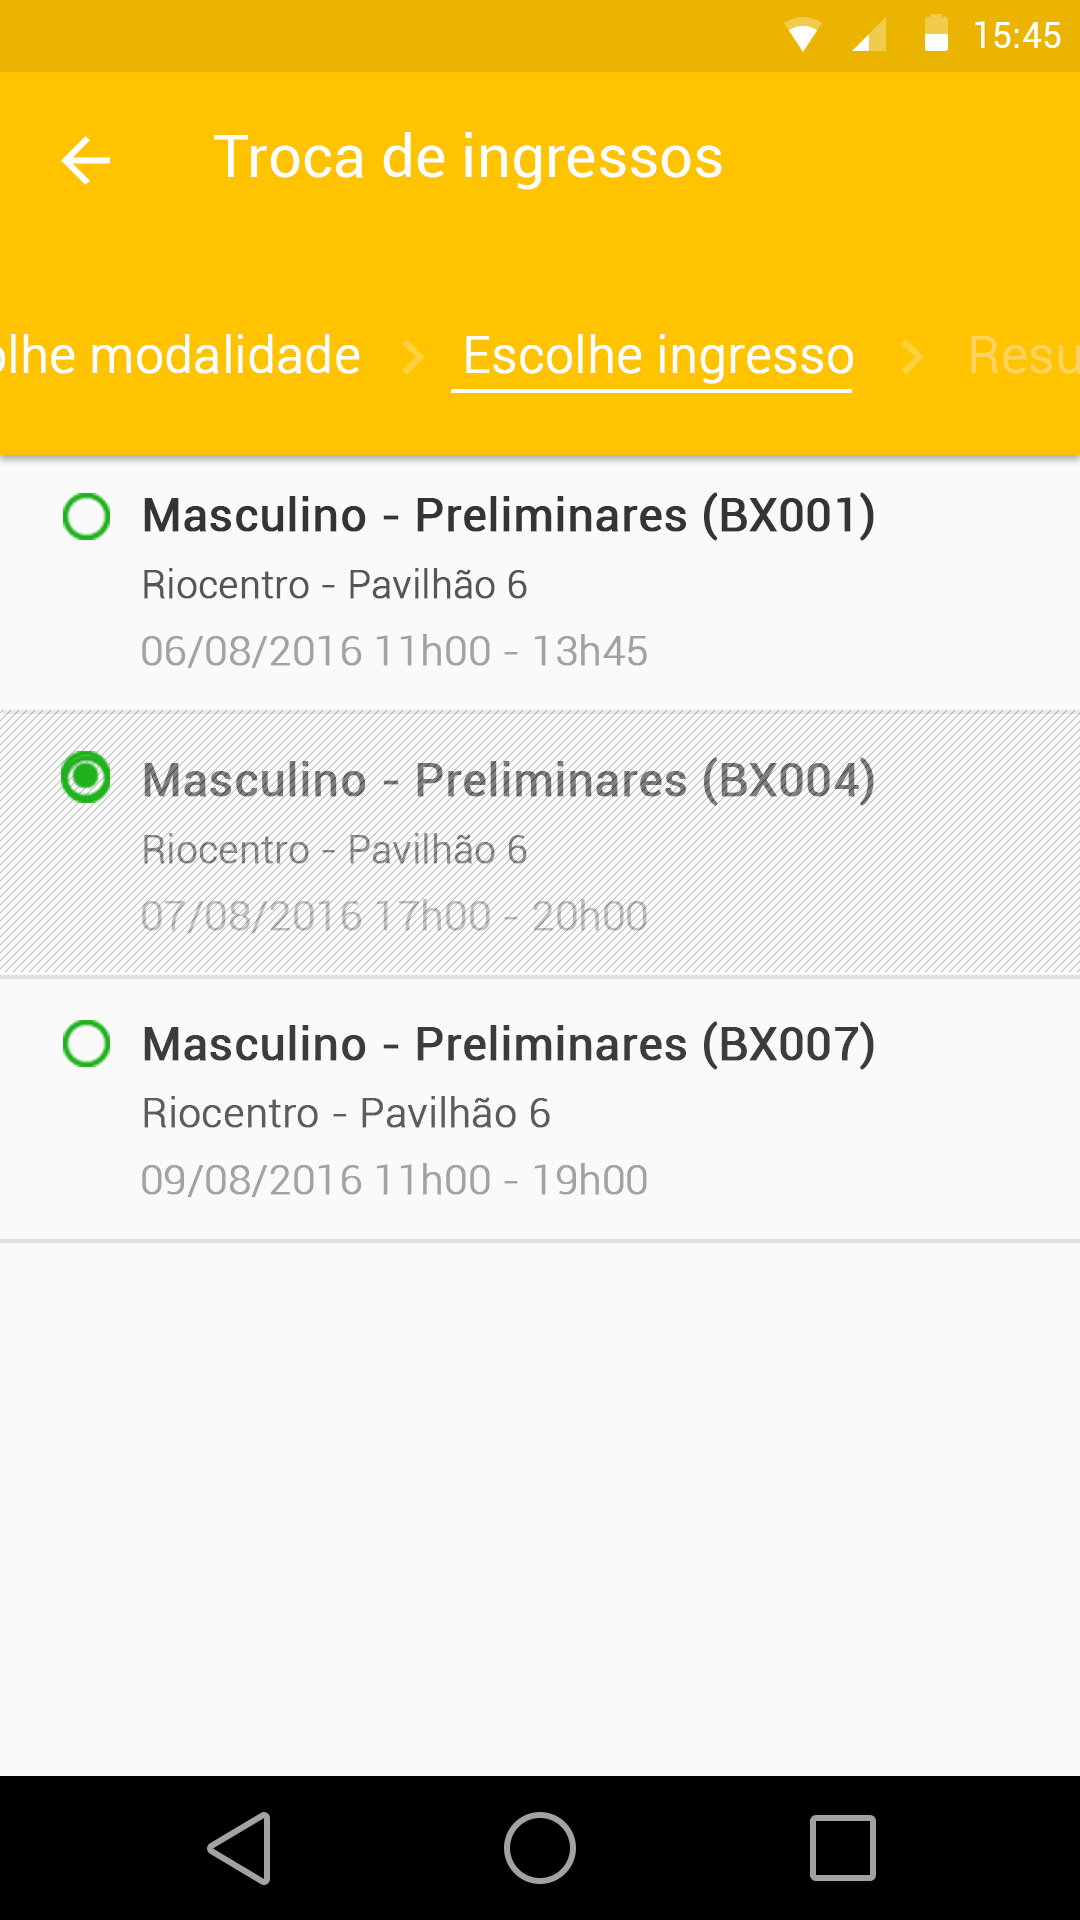 15:45
Troca de ingressos
olhe modalidade > Escolhe ingresso > Resu
Masculino - Preliminares (BX001)
Riocentro - Pavilhão 6
06/08/2016 11h00 - 13h45
Masculino - Preliminares (BX004)
Riocentro - Pavilhão 6
07/08/2016 17h00 - 20h00
Masculino - Preliminares (BX007)
Riocentro - Pavilhão 6
09/08/2016 11h00 - 19h00